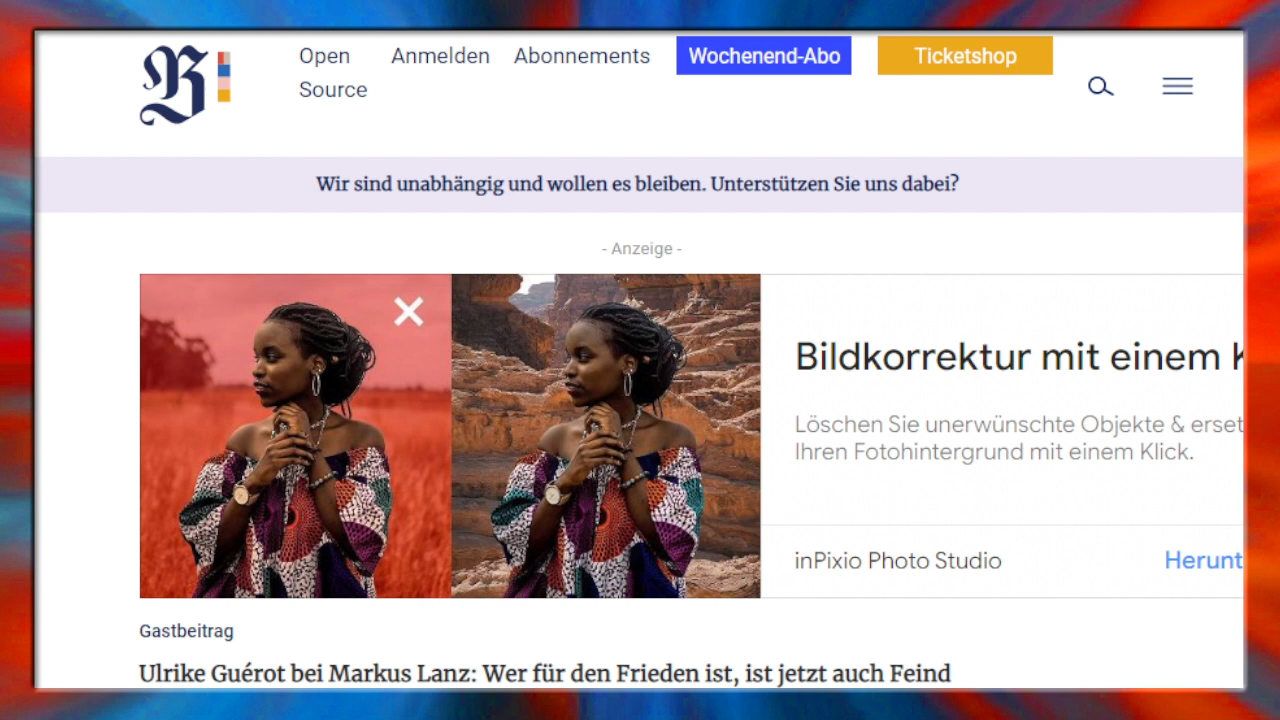 B
Open Source
Anmelden
Abonnements
Wochenend-Abo
Ticketshop
Wir sind unabhängig und wollen es bleiben. Unterstützen Sie uns dabei?
- Anzeige -
Bildkorrektur mit einem K
Löschen Sie unerwünschte Objekte & erset
Ihren Fotohintergrund mit einem Klick.
inPixio Photo Studio
Herunt
Gastbeitrag
Ulrike Guérot bei Markus Lanz: Wer für den Frieden ist, ist jetzt auch Feind